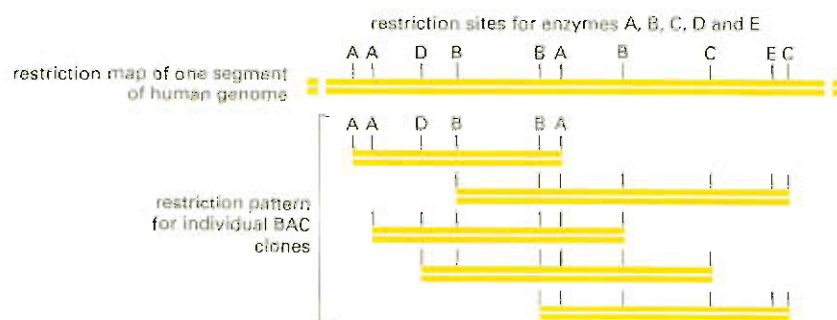 restriction sites for enzymes A, B, C, D and E
A A D B B A B C E C
restriction map of one segment
of human genome
A A D B B A
restriction pattern
for individual BAC
clones